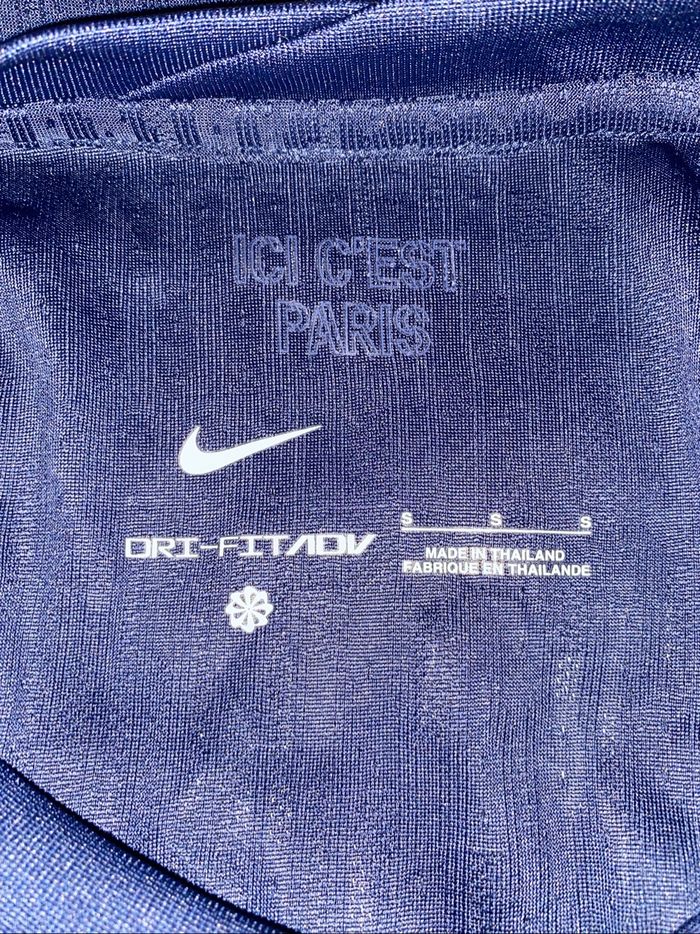 ICI C'EST
PARIS
DRI-FIT ADV
S S S
MADE IN THAILAND
FABRIQUE EN THAILANDE